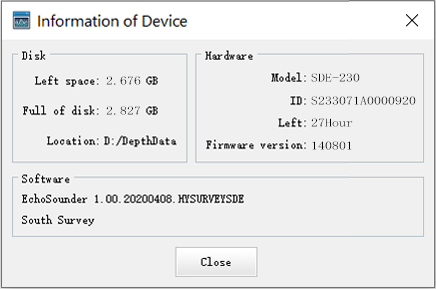 Information of Device
Disk
Left space: 2.676 GB
Full of disk: 2.827 GB
Location: D:/DepthData
Hardware
Model: SDE-230
ID: S233071A0000920
Left: 27Hour
Firmware version: 140801
Software
EchoSounder 1.00.20200408.MYSURVEYSDE
South Survey
Close